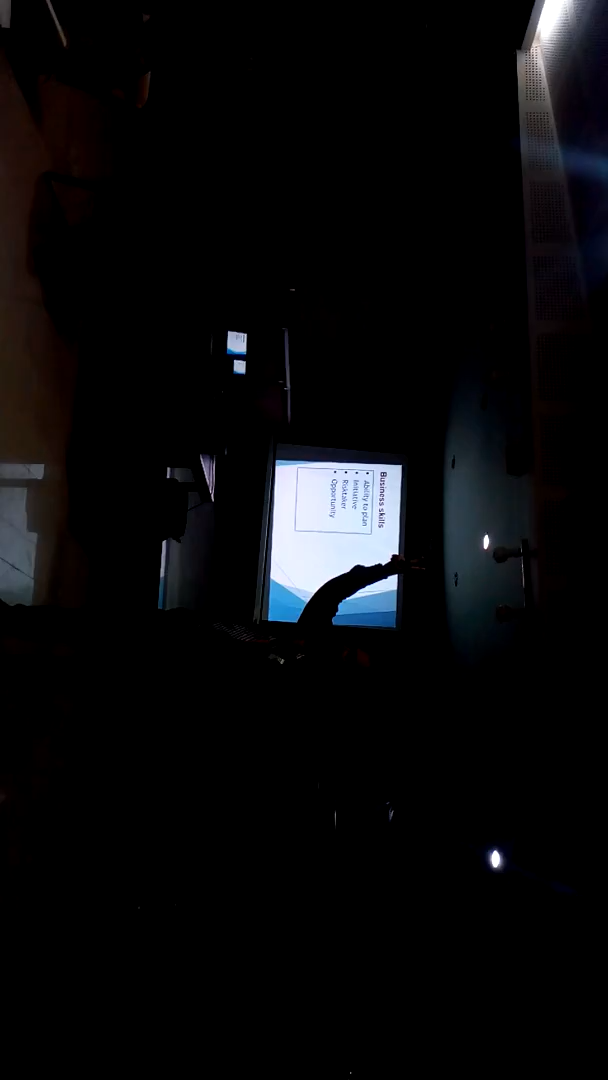 Business skills
• Ability to plan
• Initiative
• Risktaker
• Opportunity